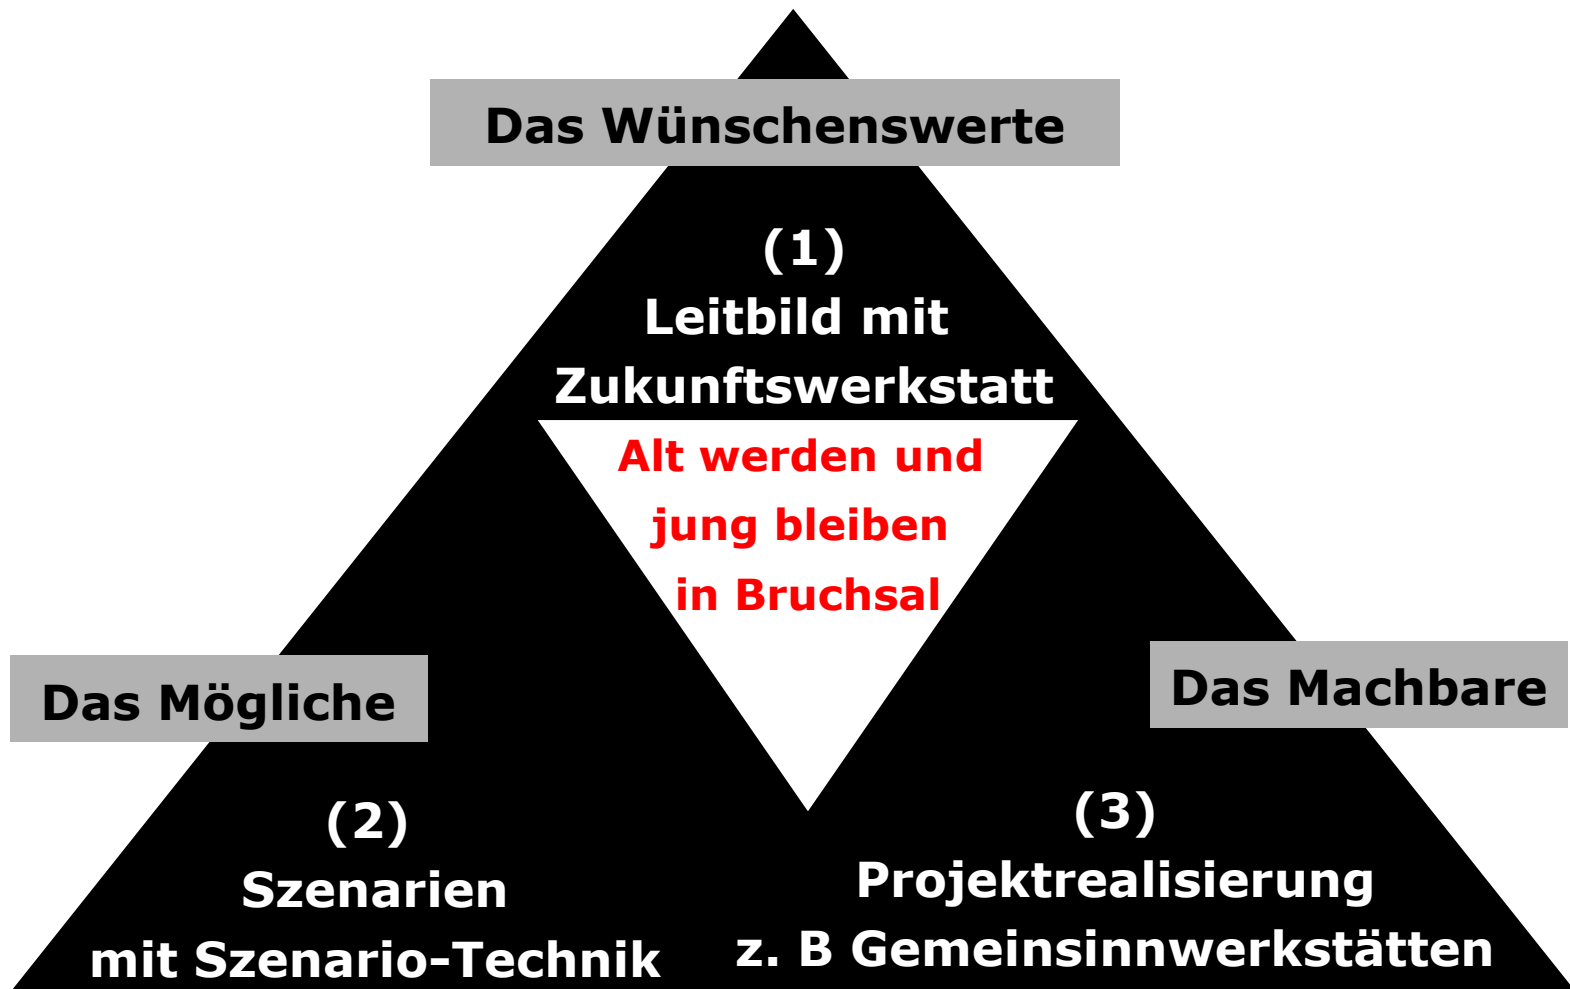 Das Wünschenswerte
(1)
Leitbild mit
Zukunftswerkstatt
Alt werden und
jung bleiben
in Bruchsal
Das Mögliche
(2)
Szenarien
mit Szenario-Technik
Das Machbare
(3)
Projektrealisierung
z. B Gemeinsinnwerkstätten